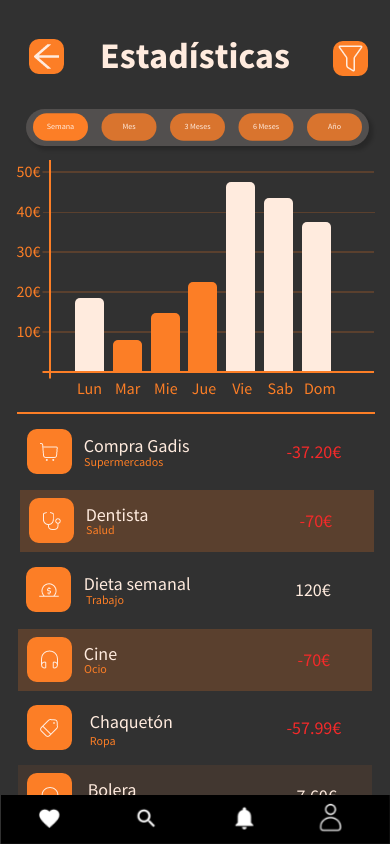 Estadísticas
Semana Mes 3 Meses 6 Meses Año
50€
40€
30€
20€
10€
Lun Mar Mie Jue Vie Sab Dom
Compra Gadis -37.20€
Supermercados
Dentista -70€
Salud
Dieta semanal 120€
Trabajo
Cine -70€
Ocio
Chaquetón -57.99€
Ropa
Bolera